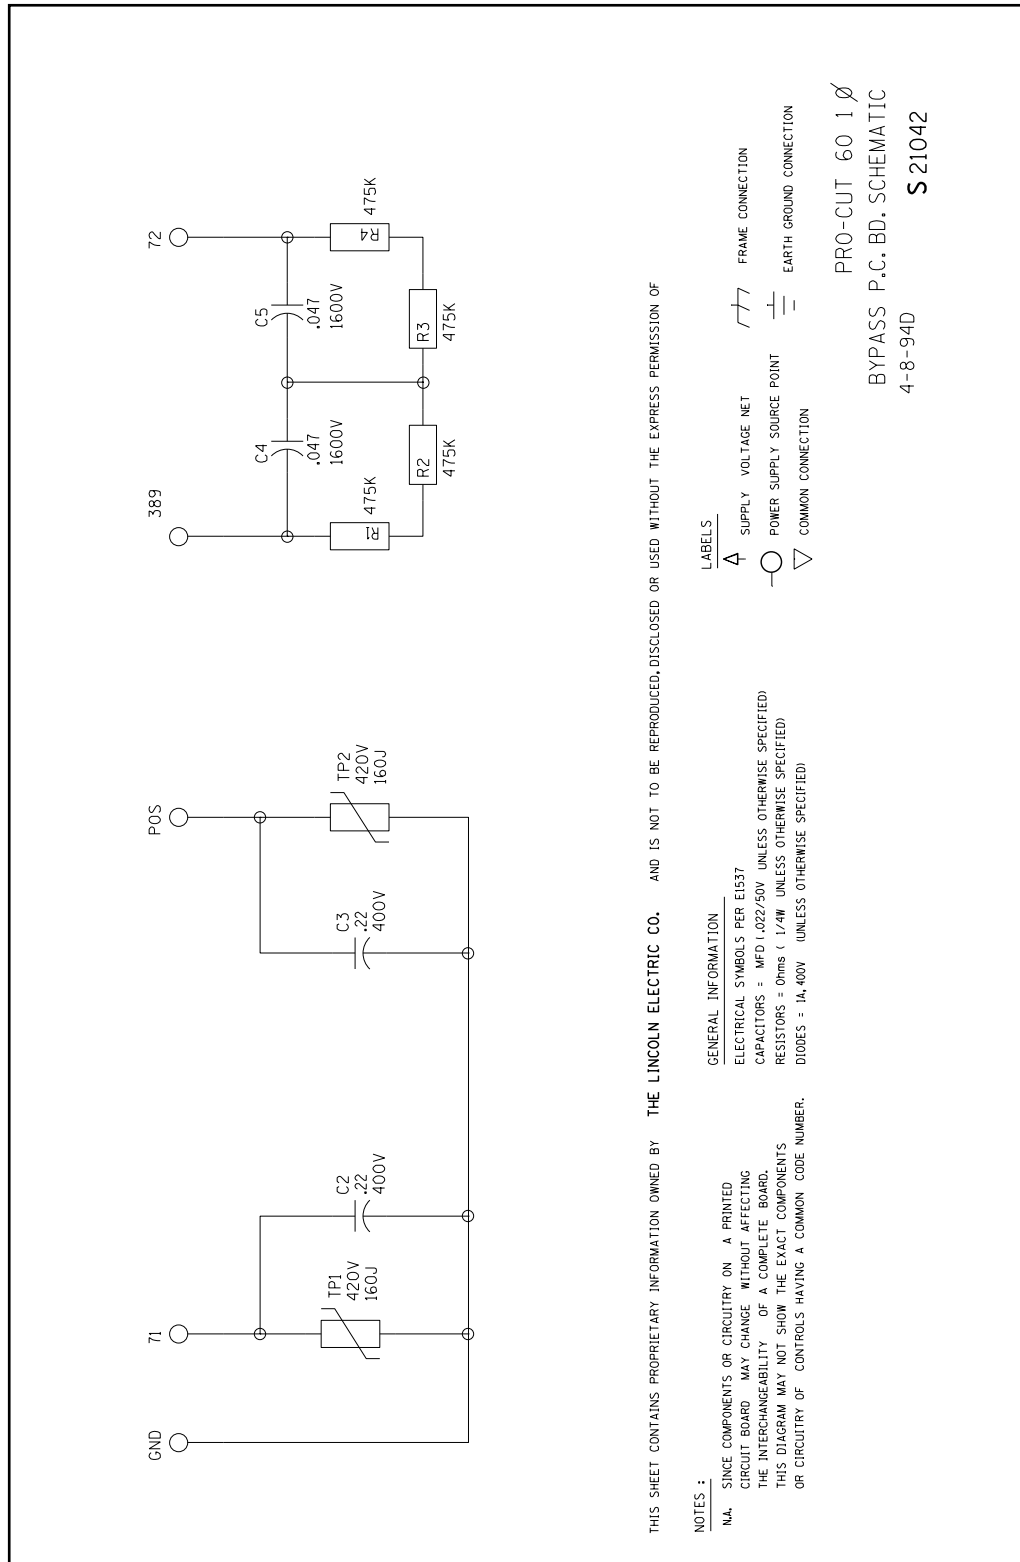 GND
71
POS
389
72
TP1
420V
160J
C2
.22
400V
C3
.22
400V
TP2
420V
160J
C4
.047
1600V
C5
.047
1600V
R1
475K
R2
475K
R3
475K
R4
475K
THIS SHEET CONTAINS PROPRIETARY INFORMATION OWNED BY THE LINCOLN ELECTRIC CO. AND IS NOT TO BE REPRODUCED, DISCLOSED OR USED WITHOUT THE EXPRESS PERMISSION OF
NOTES :
N.A. SINCE COMPONENTS OR CIRCUITRY ON A PRINTED
CIRCUIT BOARD MAY CHANGE WITHOUT AFFECTING
THE INTERCHANGEABILITY OF A COMPLETE BOARD.
THIS DIAGRAM MAY NOT SHOW THE EXACT COMPONENTS
OR CIRCUITRY OF CONTROLS HAVING A COMMON CODE NUMBER.
GENERAL INFORMATION
ELECTRICAL SYMBOLS PER E1537
CAPACITORS = MFD ( .022/50V UNLESS OTHERWISE SPECIFIED)
RESISTORS = Ohms ( 1/4W UNLESS OTHERWISE SPECIFIED)
DIODES = 1A, 400V (UNLESS OTHERWISE SPECIFIED)
LABELS
SUPPLY VOLTAGE NET
POWER SUPPLY SOURCE POINT
COMMON CONNECTION
FRAME CONNECTION
EARTH GROUND CONNECTION
PRO-CUT 60 1 Ø
BYPASS P.C. BD. SCHEMATIC
4-8-94D
S 21042